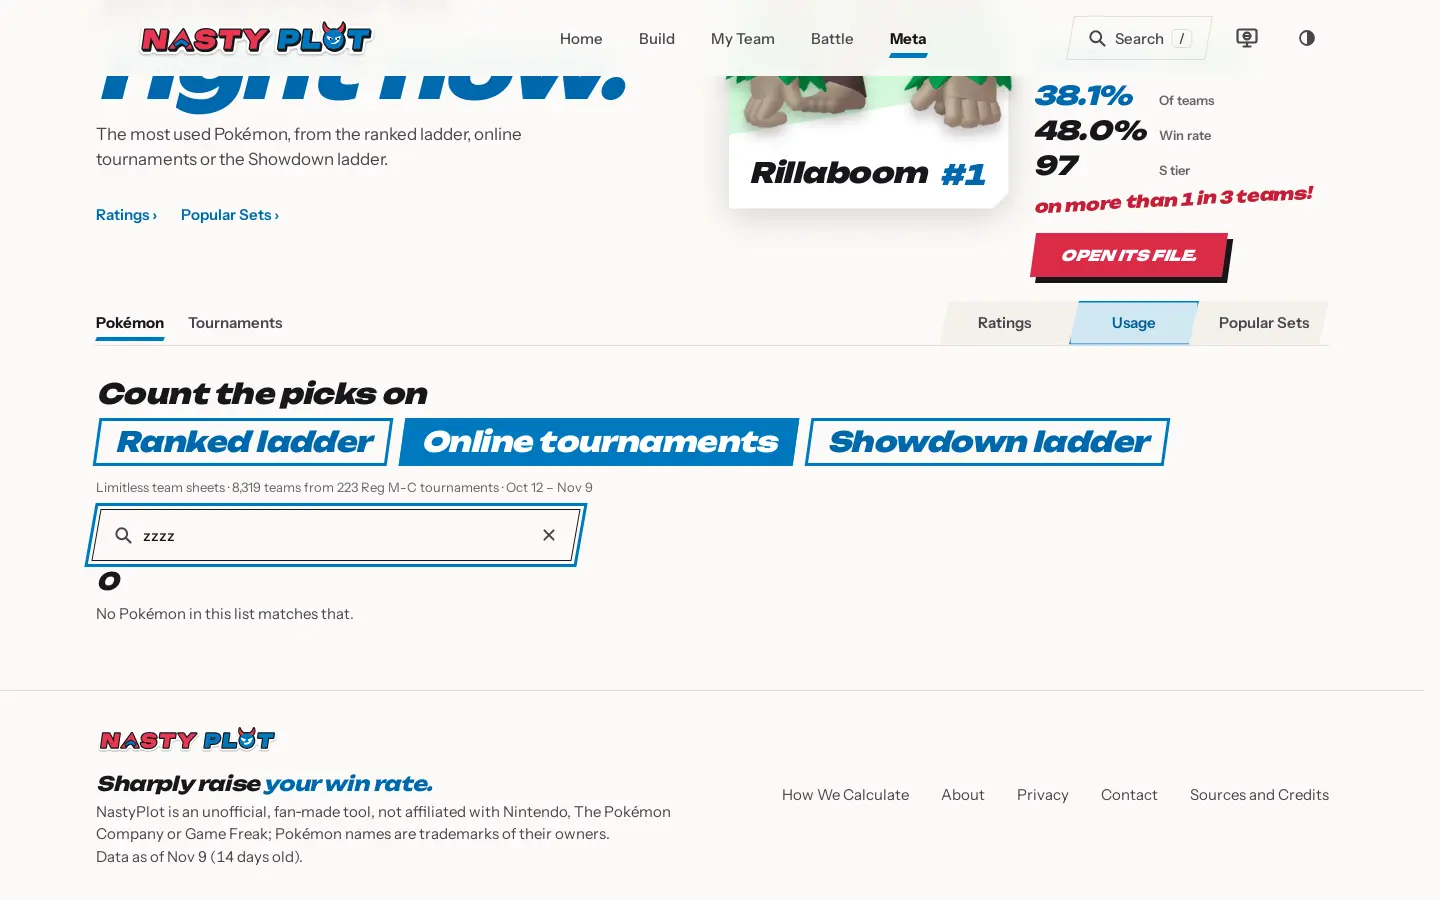 NASTY PLOT
Home
Build
My Team
Battle
Meta
Search /
right now.
The most used Pokémon, from the ranked ladder, online
tournaments or the Showdown ladder.
Ratings ›
Popular Sets ›
Rillaboom #1
38.1% Of teams
48.0% Win rate
97 S tier
on more than 1 in 3 teams!
OPEN ITS FILE.
Pokémon
Tournaments
Ratings
Usage
Popular Sets
Count the picks on
Ranked ladder
Online tournaments
Showdown ladder
Limitless team sheets · 8,319 teams from 223 Reg M-C tournaments · Oct 12 – Nov 9
zzzz
0
No Pokémon in this list matches that.
NASTY PLOT
Sharply raise your win rate.
NastyPlot is an unofficial, fan-made tool, not affiliated with Nintendo, The Pokémon
Company or Game Freak; Pokémon names are trademarks of their owners.
Data as of Nov 9 (14 days old).
How We Calculate
About
Privacy
Contact
Sources and Credits